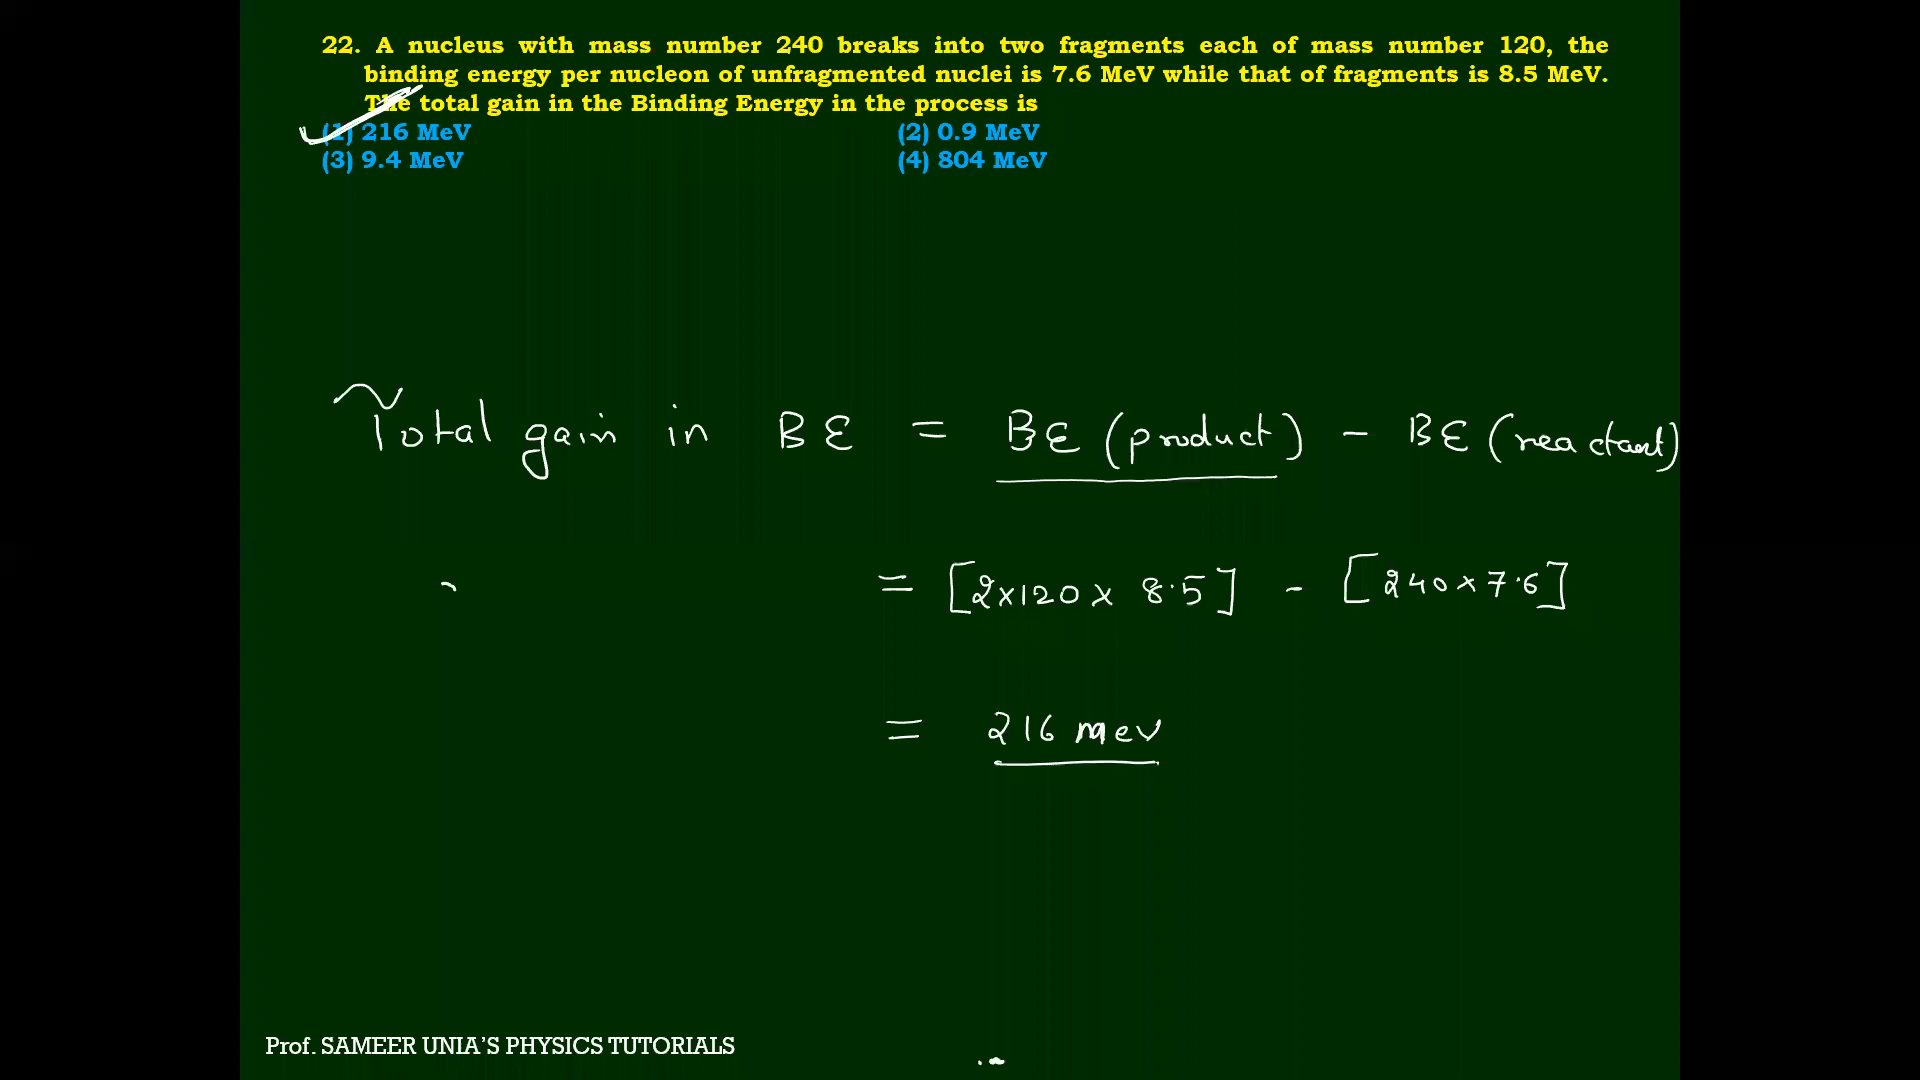 22. A nucleus with mass number 240 breaks into two fragments each of mass number 120, the
binding energy per nucleon of unfragmented nuclei is 7.6 MeV while that of fragments is 8.5 MeV.
The total gain in the Binding Energy in the process is
(1) 216 MeV (2) 0.9 MeV
(3) 9.4 MeV (4) 804 MeV
Total gain in BE = BE (product) - BE (reactant)
= [2×120× 8.5] - [240×7.6]
= 216 mev
Prof. SAMEER UNIA'S PHYSICS TUTORIALS